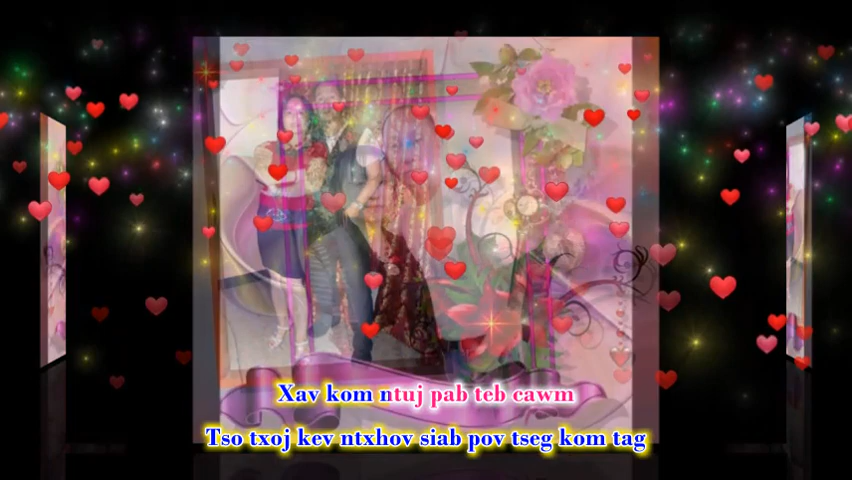 Xav kom ntuj pab teb cawm
Tso txoj kev ntxhov siab pov tseg kom tag